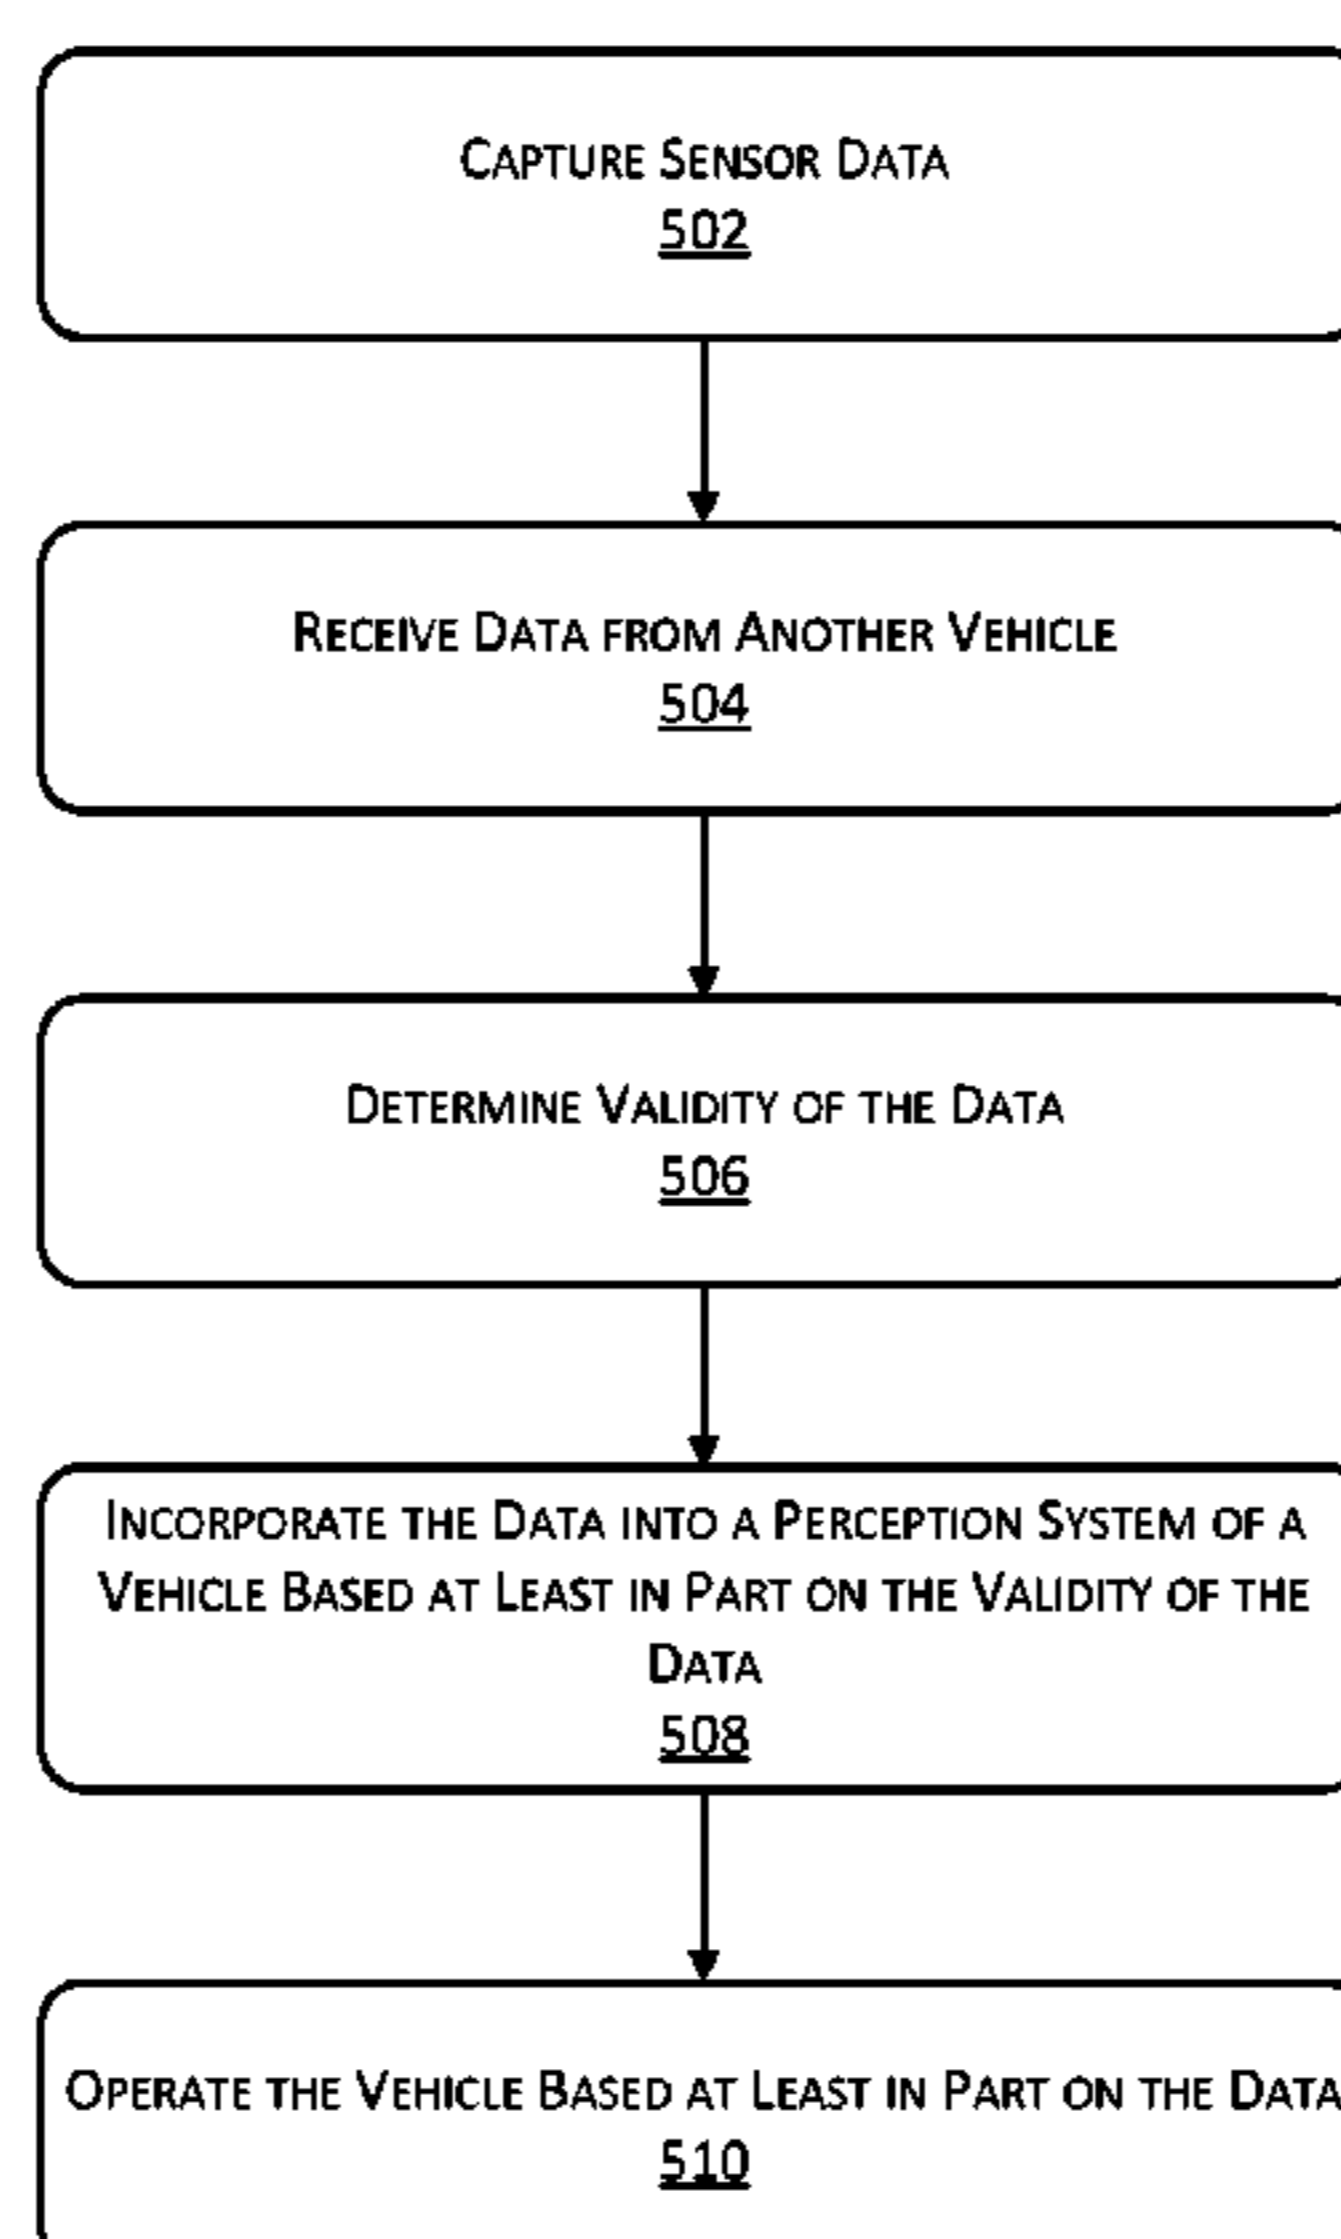 CAPTURE SENSOR DATA
502
RECEIVE DATA FROM ANOTHER VEHICLE
504
DETERMINE VALIDITY OF THE DATA
506
INCORPORATE THE DATA INTO A PERCEPTION SYSTEM OF A
VEHICLE BASED AT LEAST IN PART ON THE VALIDITY OF THE
DATA
508
OPERATE THE VEHICLE BASED AT LEAST IN PART ON THE DATA
510